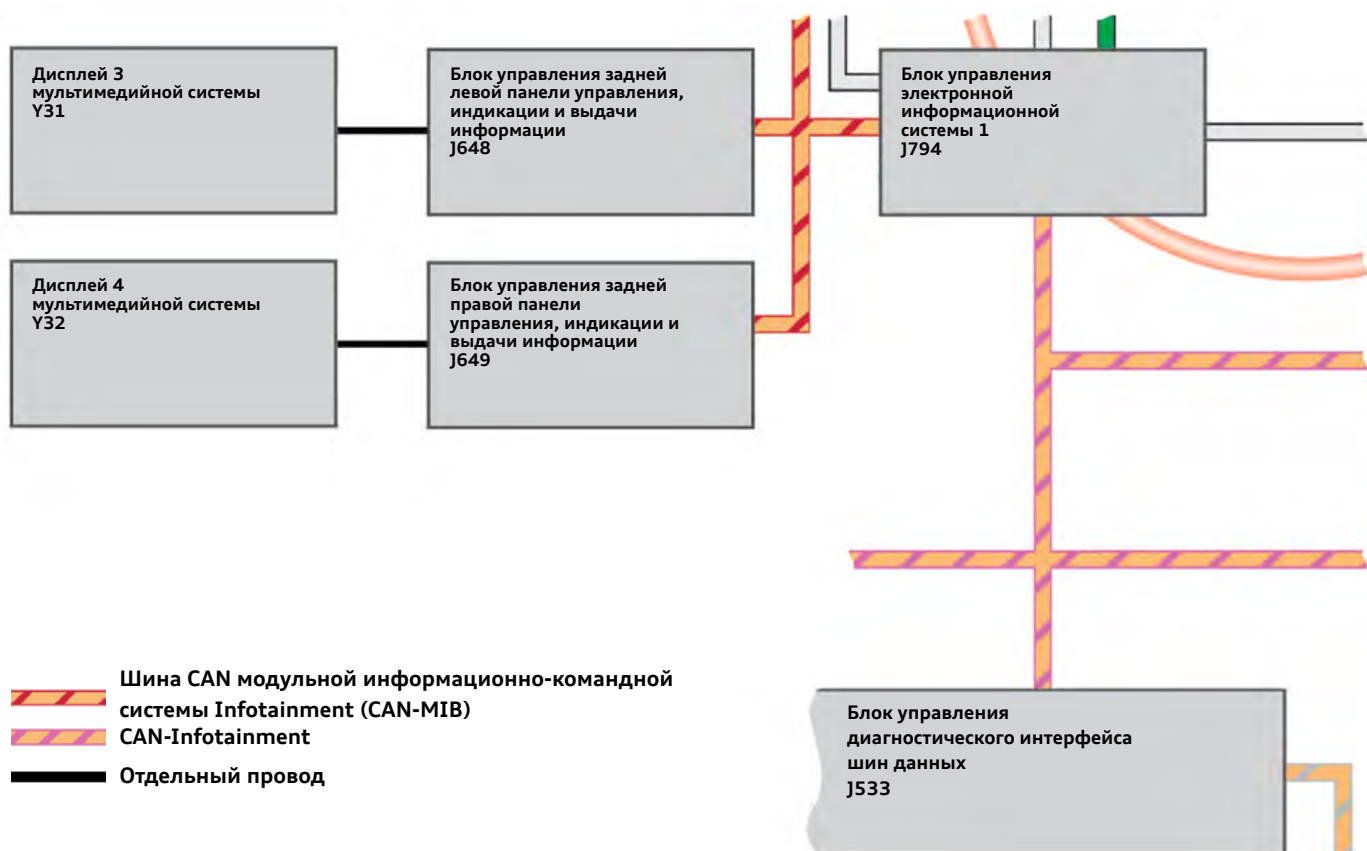 Дисплей 3
мультимедийной системы
Y31
Блок управления задней
левой панели управления,
индикации и выдачи
информации
J648
Блок управления
электронной
информационной
системы 1
J794
Дисплей 4
мультимедийной системы
Y32
Блок управления задней
правой панели
управления, индикации и
выдачи информации
J649
Шина CAN модульной информационно-командной
системы Infotainment (CAN-MIB)
CAN-Infotainment
Отдельный провод
Блок управления
диагностического интерфейса
шин данных
J533